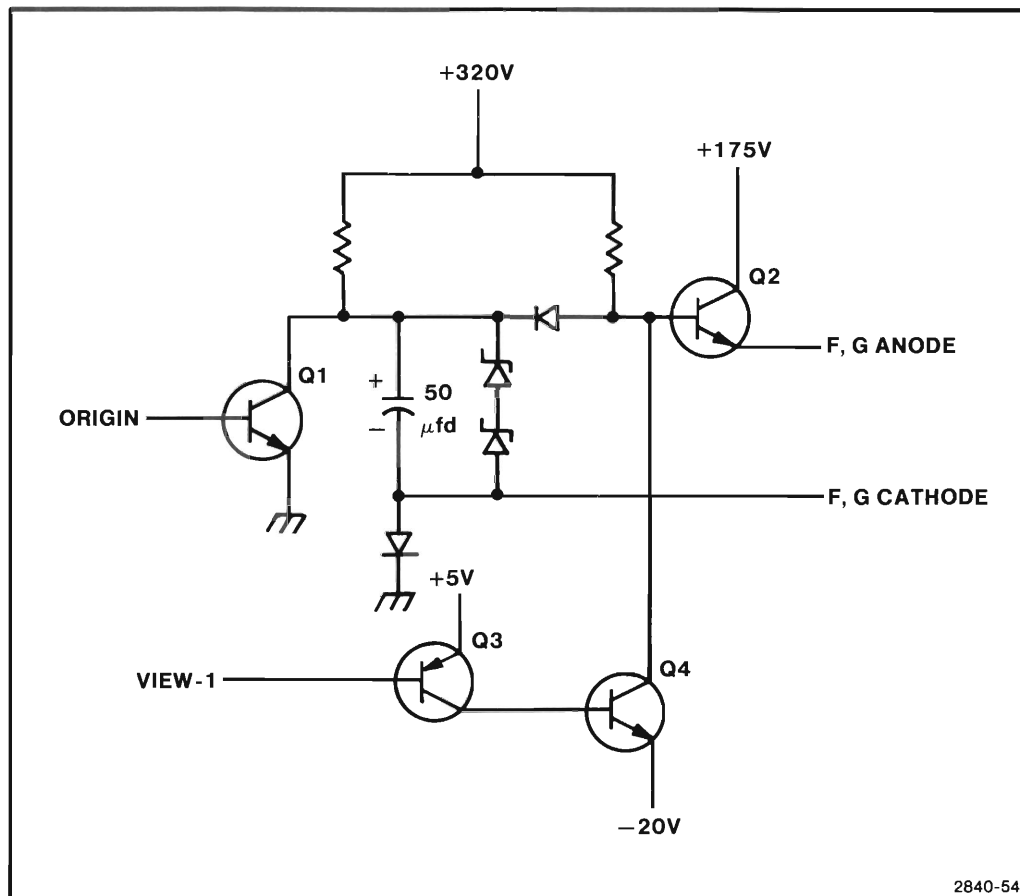 +320V
+175V
Q2
F, G ANODE
Q1
+
50
ORIGIN
−
μfd
F, G CATHODE
+5V
Q3
VIEW-1
Q4
−20V
2840-54